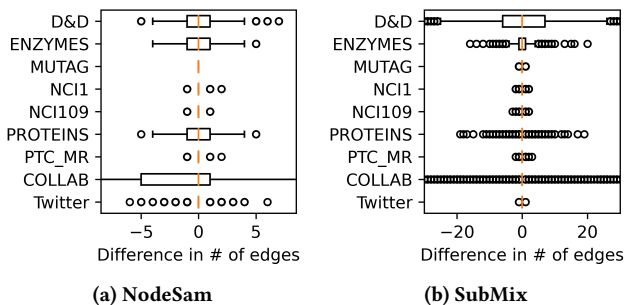 D&D
ENZYMES
MUTAG
NCI1
NCI109
PROTEINS
PTC_MR
COLLAB
Twitter
−5 0 5
Difference in # of edges
(a) NodeSam
D&D
ENZYMES
MUTAG
NCI1
NCI109
PROTEINS
PTC_MR
COLLAB
Twitter
−20 0 20
Difference in # of edges
(b) SubMix